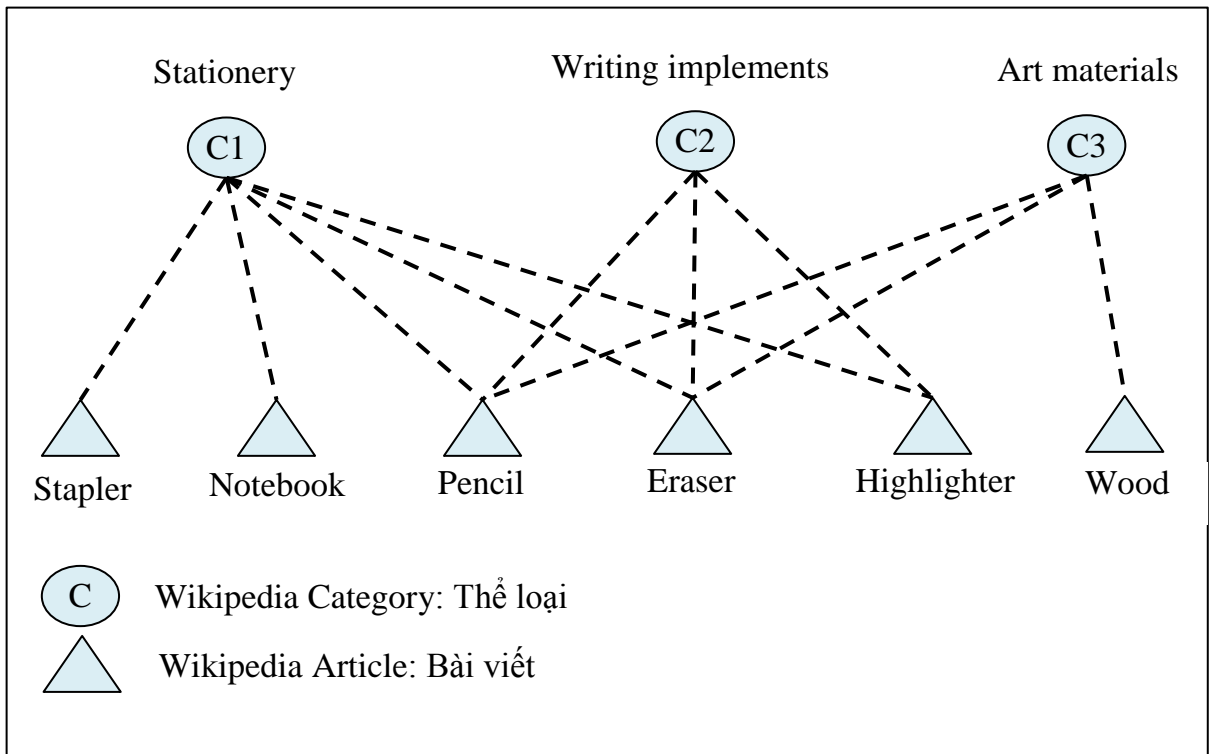 Stationery
Writing implements
Art materials
C1
C2
C3
Stapler
Notebook
Pencil
Eraser
Highlighter
Wood
C
Wikipedia Category: Thể loại
Wikipedia Article: Bài viết